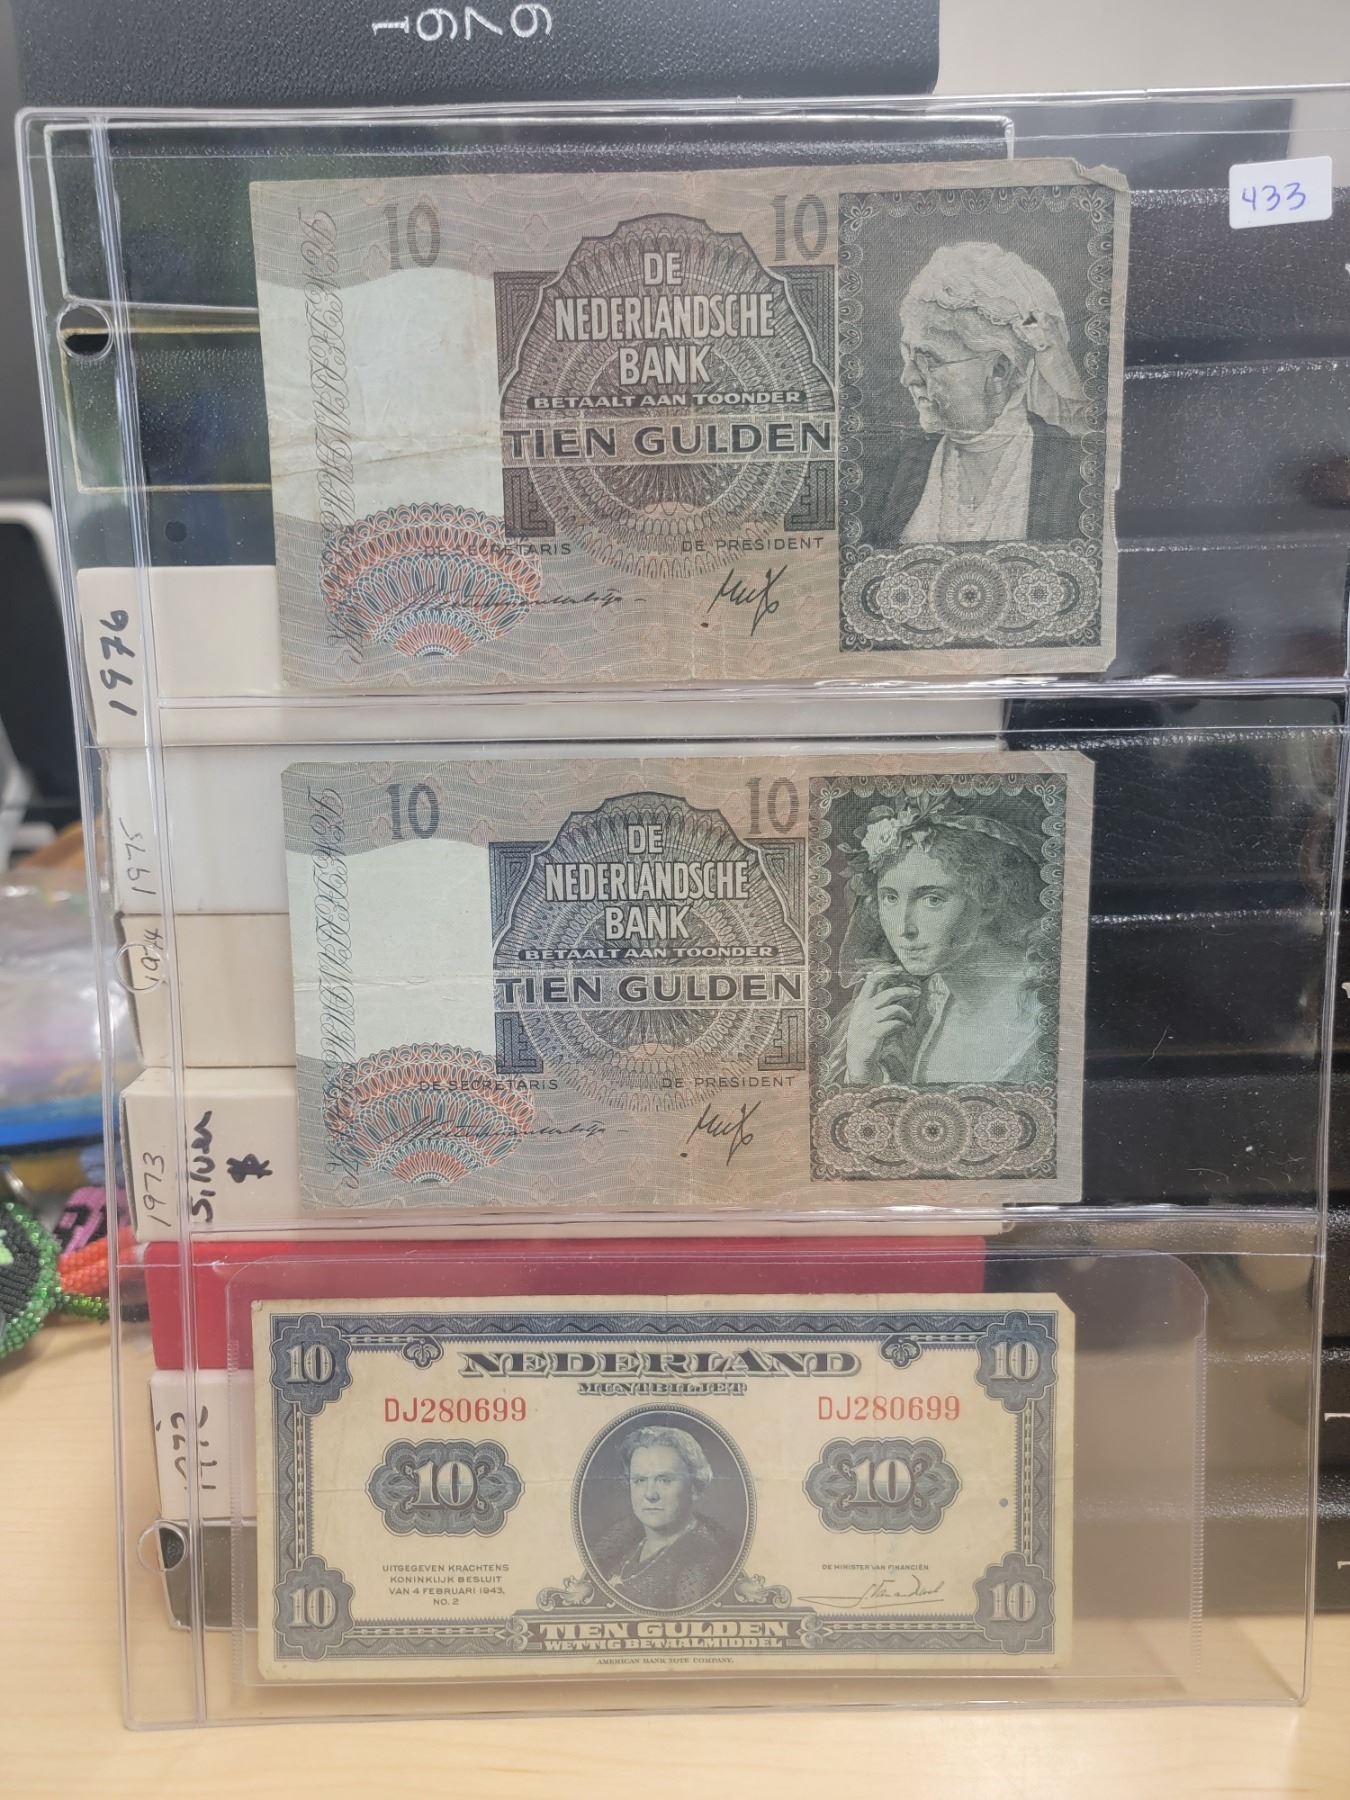 1976
433
10
10
DE
NEDERLANDSCHE
BANK
BETAALT AAN TOONDER
TIEN GULDEN
DE SECRETARIS
DE PRESIDENT
1976
10
10
DE
NEDERLANDSCHE
BANK
BETAALT AAN TOONDER
TIEN GULDEN
DE SECRETARIS
DE PRESIDENT
1975
1974
1973
Silver
10
NEDERLAND
10
MUNTBILJET
DJ280699
DJ280699
10
10
UITGEGEVEN KRACHTENS
KONINKLIJK BESLUIT
VAN 4 FEBRUARI 1943,
NO. 2
DE MINISTER VAN FINANCIËN
10
10
TIEN GULDEN
WETTIG BETAALMIDDEL
AMERICAN BANK NOTE COMPANY.